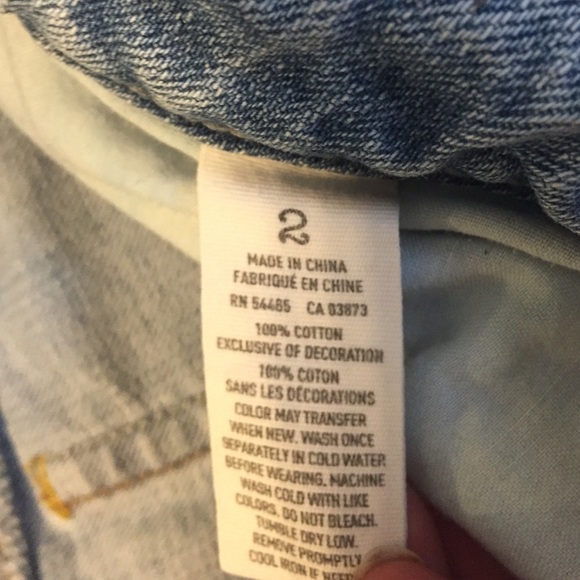 2
MADE IN CHINA
FABRIQUÉ EN CHINE
RN 54485 CA 03873
100% COTTON
EXCLUSIVE OF DECORATION
100% COTON
SANS LES DÉCORATIONS
COLOR MAY TRANSFER
WHEN NEW. WASH ONCE
SEPARATELY IN COLD WATER
BEFORE WEARING. MACHINE
WASH COLD WITH LIKE
COLORS. DO NOT BLEACH.
TUMBLE DRY LOW.
REMOVE PROMPTLY
COOL IRON IF